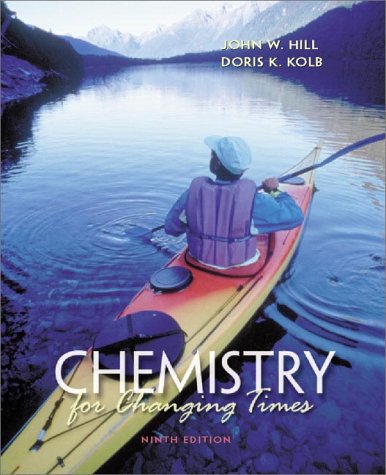 JOHN W. HILL
DORIS K. KOLB
CHEMISTRY
for Changing Times
NINTH EDITION